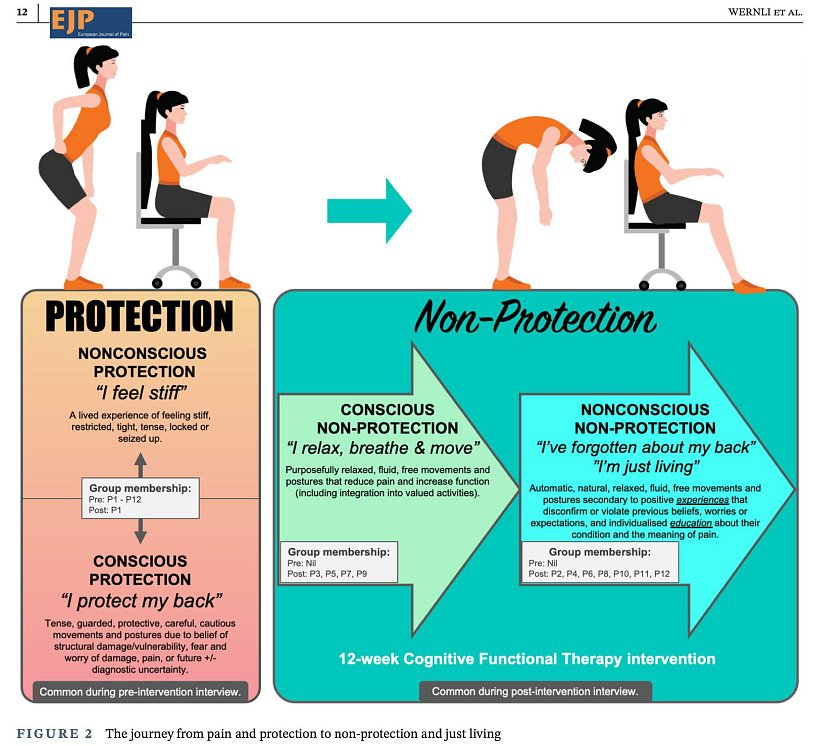 12
EJP
European Journal of Pain
WERNLI ET AL.
PROTECTION
NONCONSCIOUS
PROTECTION
“I feel stiff”
A lived experience of feeling stiff,
restricted, tight, tense, locked or
seized up.
Group membership:
Pre: P1 - P12
Post: P1
CONSCIOUS
PROTECTION
“I protect my back”
Tense, guarded, protective, careful, cautious
movements and postures due to belief of
structural damage/vulnerability, fear and
worry of damage, pain, or future +/-
diagnostic uncertainty.
Common during pre-intervention interview.
Non-Protection
CONSCIOUS
NON-PROTECTION
“I relax, breathe & move”
Purposefully relaxed, fluid, free movements and
postures that reduce pain and increase function
(including integration into valued activities).
Group membership:
Pre: Nil
Post: P3, P5, P7, P9
NONCONSCIOUS
NON-PROTECTION
“I’ve forgotten about my back”
”I’m just living”
Automatic, natural, relaxed, fluid, free movements and
postures secondary to positive experiences that
disconfirm or violate previous beliefs, worries or
expectations, and individualised education about their
condition and the meaning of pain.
Group membership:
Pre: Nil
Post: P2, P4, P6, P8, P10, P11, P12
12-week Cognitive Functional Therapy intervention
Common during post-intervention interview.
FIGURE 2 The journey from pain and protection to non-protection and just living